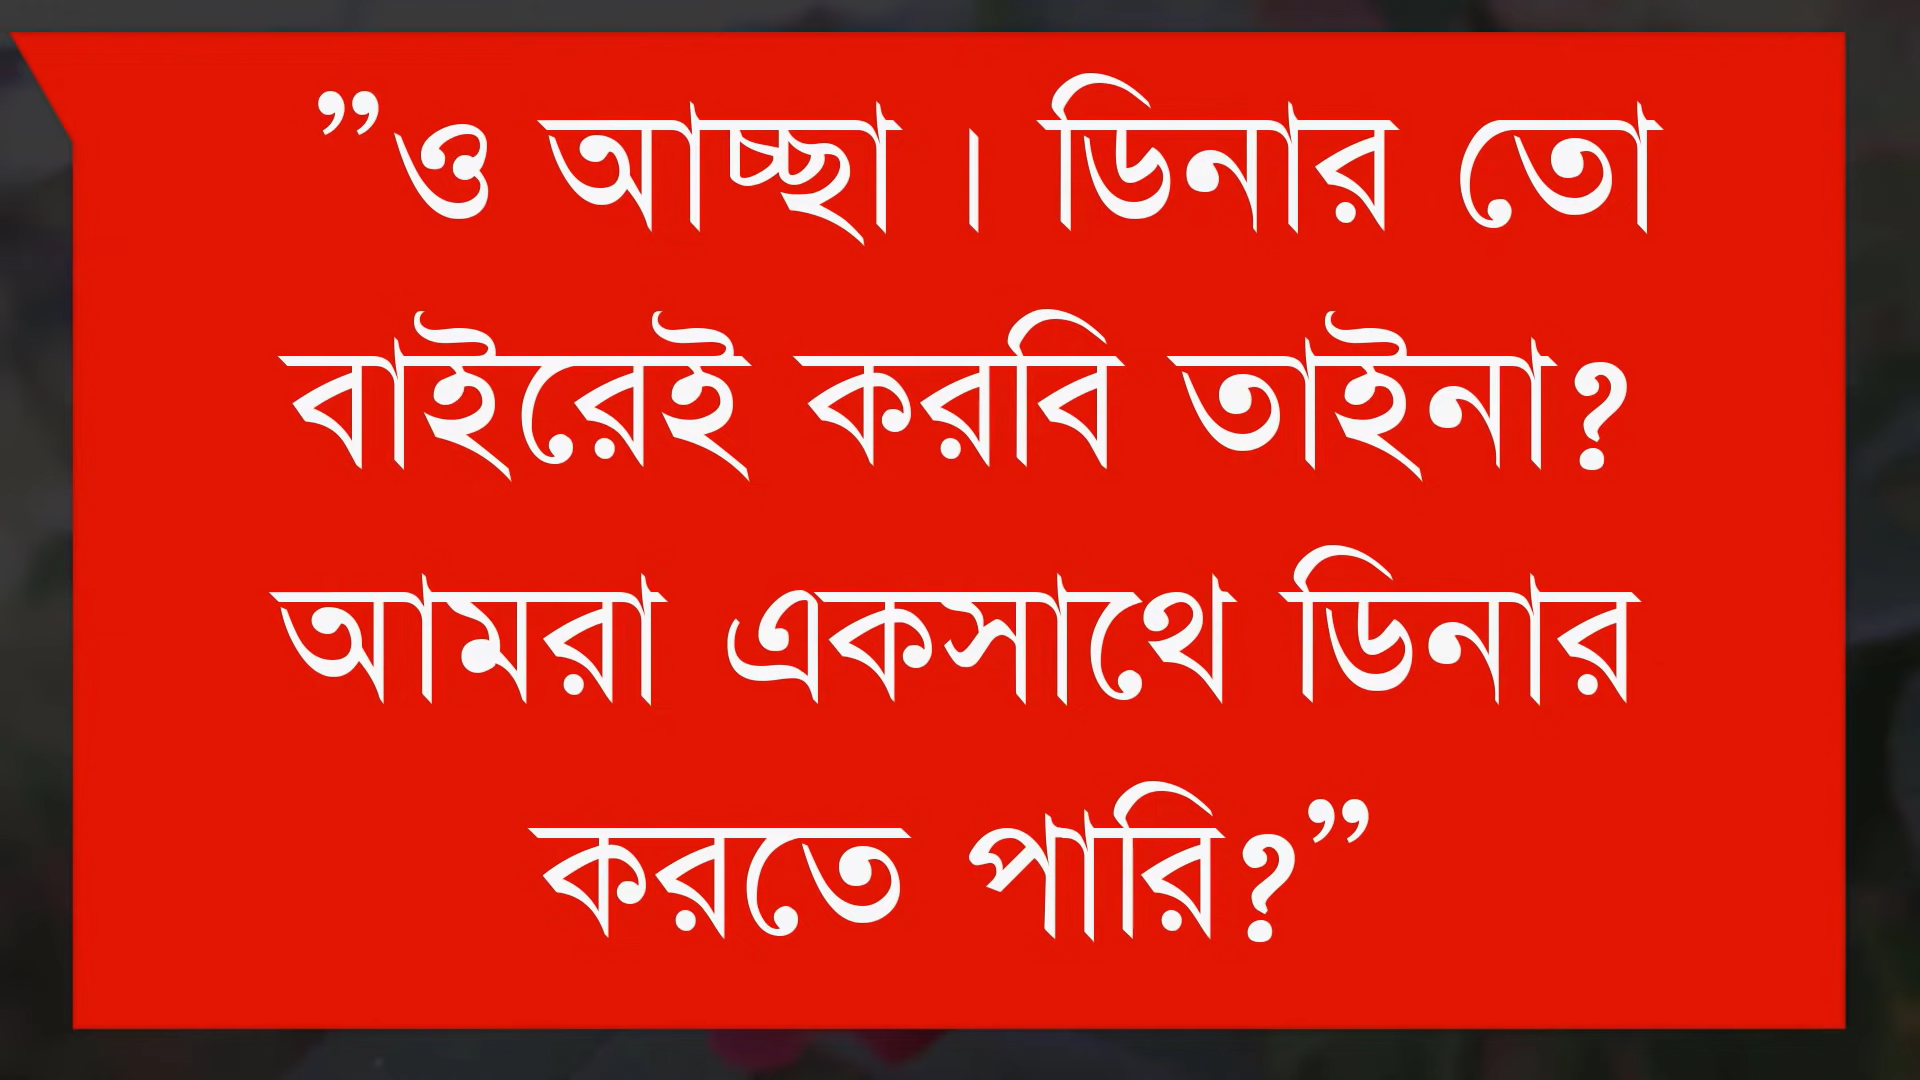 ”ও আচ্ছা । ডিনার তো
বাইরেই করবি তাইনা?
আমরা একসাথে ডিনার
করতে পারি?”